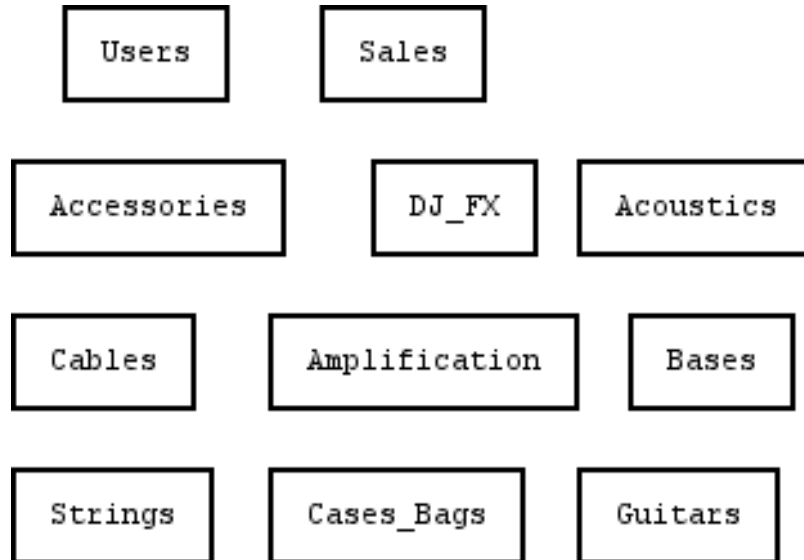 Users Sales
Accessories DJ_FX Acoustics
Cables Amplification Bases
Strings Cases_Bags Guitars